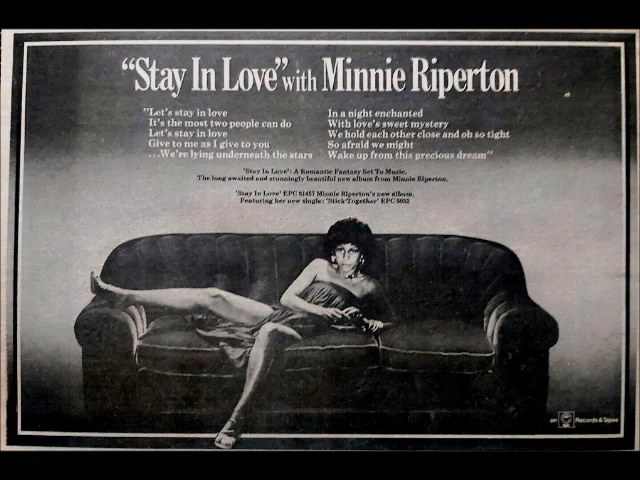 "Stay In Love" with Minnie Riperton
"Let's stay in love
It's the most two people can do
Let's stay in love
Give to me as I give to you
...We're lying underneath the stars
In a night enchanted
With love's sweet mystery
We hold each other close and oh so tight
So afraid we might
Wake up from this precious dream"
'Stay In Love': A Romantic Fantasy Set To Music.
The long awaited and stunningly beautiful new album from Minnie Riperton.
'Stay In Love' EPC 81457 Minnie Riperton's new album.
Featuring her new single: 'Stick Together' EPC 5032
on Records & Tapes